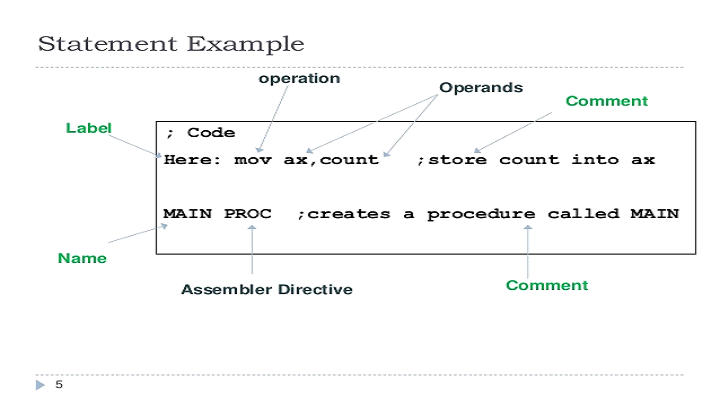 Statement Example
operation
Operands
Comment
Label
; Code
Here: mov ax,count ;store count into ax
MAIN PROC ;creates a procedure called MAIN
Name
Assembler Directive
Comment
5